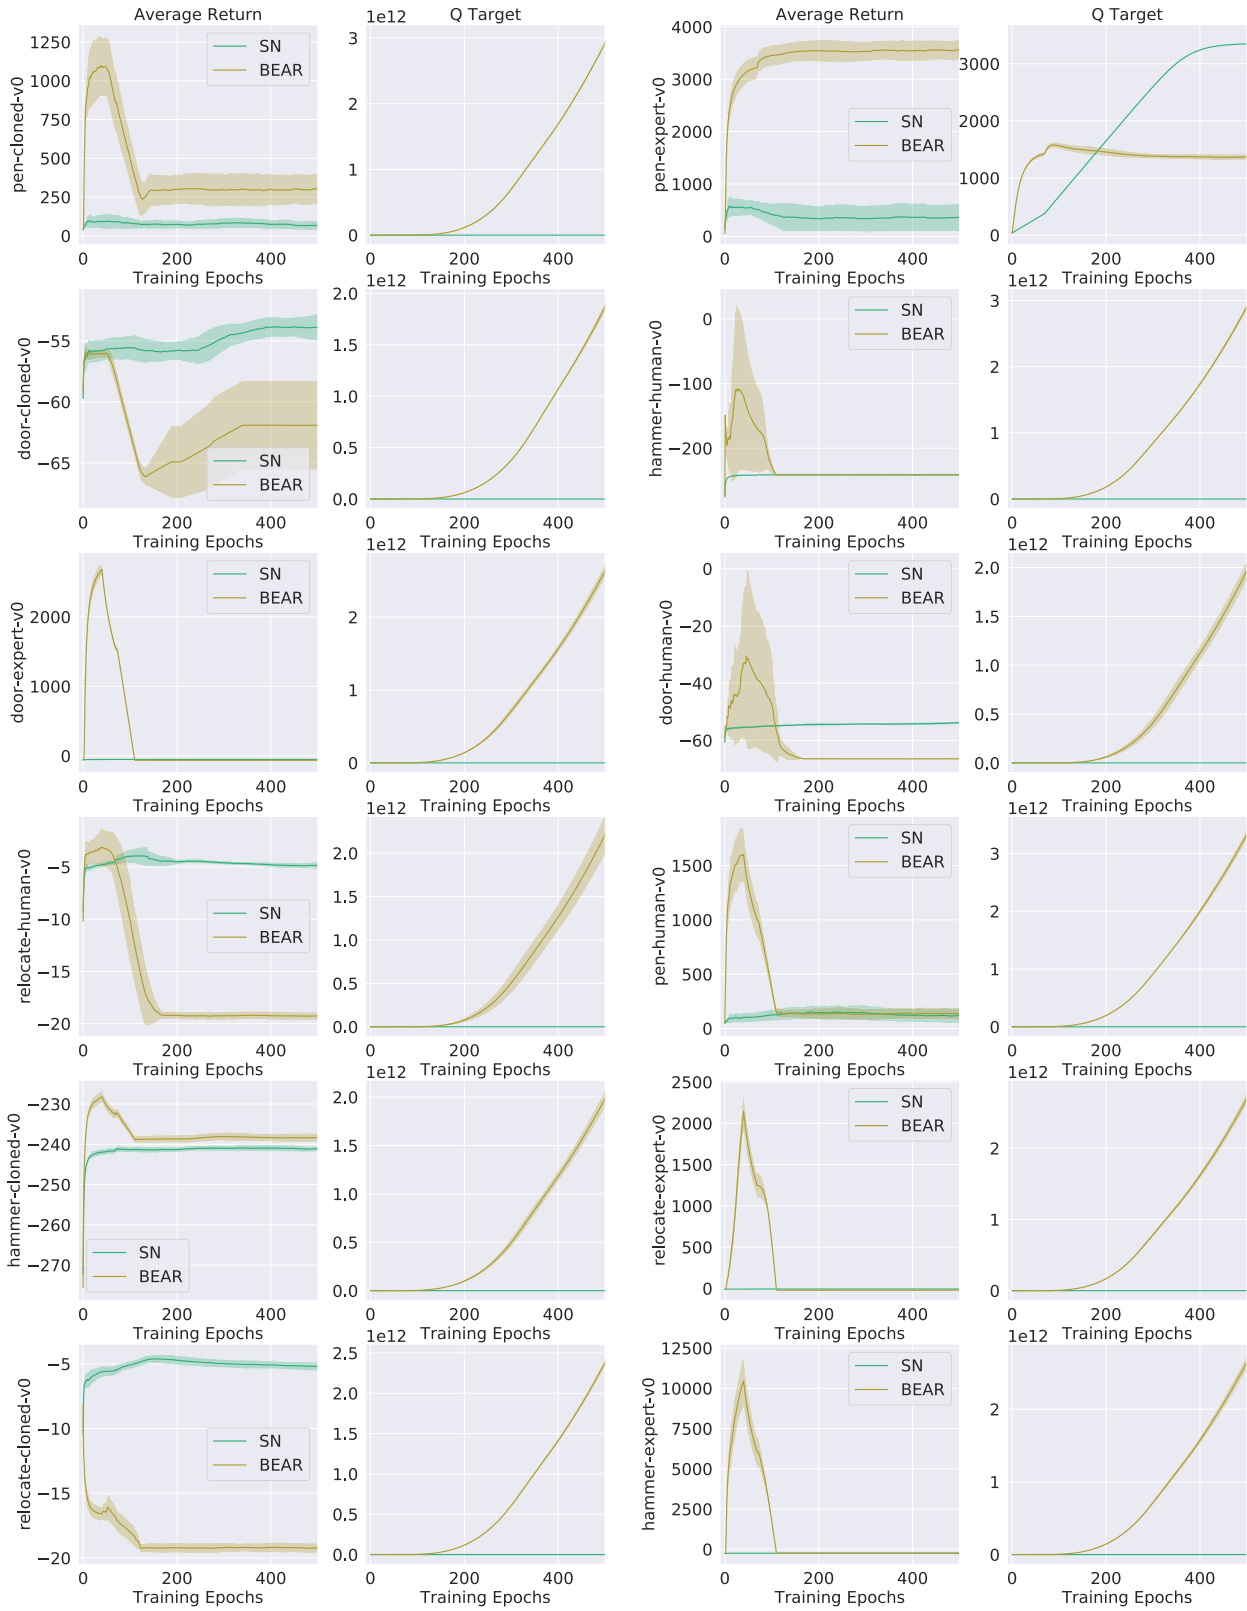 Average Return
1e12
Q Target
Average Return
Q Target
pen-cloned-v0
1250
1000
750
500
250
0
SN
BEAR
0
200
400
Training Epochs
3
2
1
0
0
200
400
Training Epochs
pen-expert-v0
4000
3000
2000
1000
0
SN
BEAR
0
200
400
Training Epochs
3000
2000
1000
0
0
200
400
Training Epochs
door-cloned-v0
−55
−60
−65
SN
BEAR
0
200
400
Training Epochs
1e12
2.0
1.5
1.0
0.5
0.0
0
200
400
Training Epochs
hammer-human-v0
0
−100
−200
SN
BEAR
0
200
400
Training Epochs
1e12
3
2
1
0
0
200
400
Training Epochs
door-expert-v0
2000
1000
0
SN
BEAR
0
200
400
Training Epochs
1e12
2
1
0
0
200
400
Training Epochs
door-human-v0
0
−20
−40
−60
SN
BEAR
0
200
400
Training Epochs
1e12
2.0
1.5
1.0
0.5
0.0
0
200
400
Training Epochs
relocate-human-v0
−5
−10
−15
−20
SN
BEAR
0
200
400
Training Epochs
1e12
2.0
1.5
1.0
0.5
0.0
0
200
400
Training Epochs
pen-human-v0
1500
1000
500
0
SN
BEAR
0
200
400
Training Epochs
1e12
3
2
1
0
0
200
400
Training Epochs
hammer-cloned-v0
−230
−240
−250
−260
−270
SN
BEAR
0
200
400
Training Epochs
1e12
2.0
1.5
1.0
0.5
0.0
0
200
400
Training Epochs
relocate-expert-v0
2500
2000
1500
1000
500
0
SN
BEAR
0
200
400
Training Epochs
1e12
2
1
0
0
200
400
Training Epochs
relocate-cloned-v0
−5
−10
−15
−20
SN
BEAR
0
200
400
Training Epochs
1e12
2.5
2.0
1.5
1.0
0.5
0.0
0
200
400
Training Epochs
hammer-expert-v0
12500
10000
7500
5000
2500
0
SN
BEAR
0
200
400
Training Epochs
1e12
2
1
0
0
200
400
Training Epochs